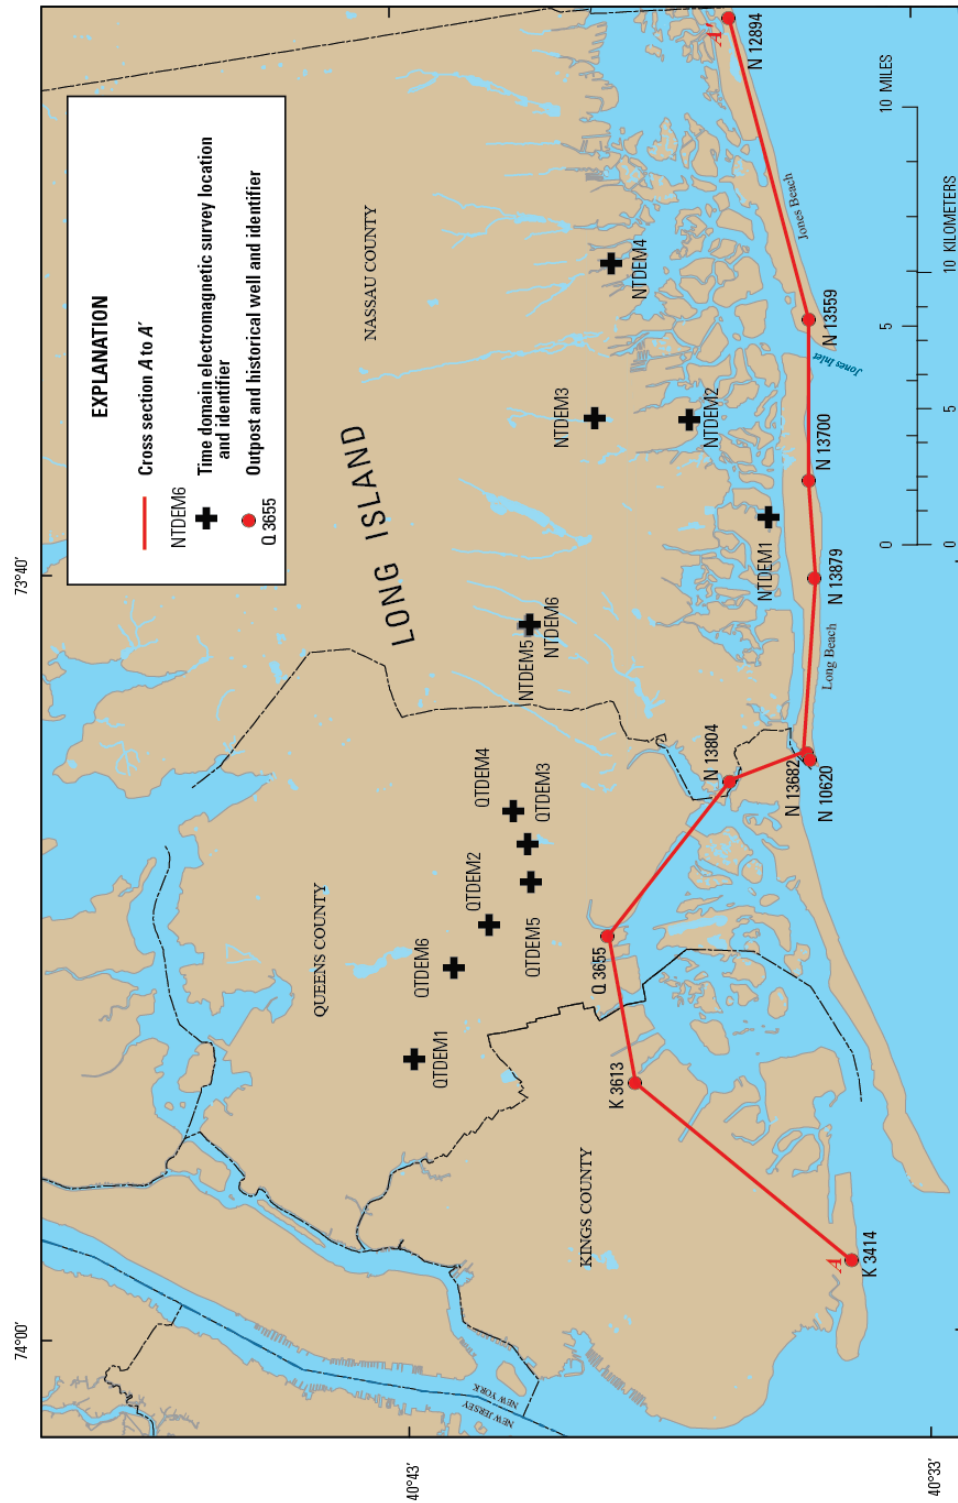 EXPLANATION
Cross section A to A′
NTDEM6
Time domain electromagnetic survey location
and identifier
Outpost and historical well and identifier
Q 3655
74°00′
73°40′
40°43′
40°33′
LONG ISLAND
NASSAU COUNTY
QUEENS COUNTY
KINGS COUNTY
NEW JERSEY
NEW YORK
QTDEM1
QTDEM6
QTDEM2
QTDEM5
QTDEM4
QTDEM3
NTDEM5
NTDEM6
NTDEM3
NTDEM4
NTDEM2
NTDEM1
A
K 3414
K 3613
Q 3655
N 13804
N 13682
N 10620
Long Beach
N 13879
N 13700
Jones Inlet
N 13559
Jones Beach
A′
N 12894
0
5
10 MILES
0
5
10 KILOMETERS